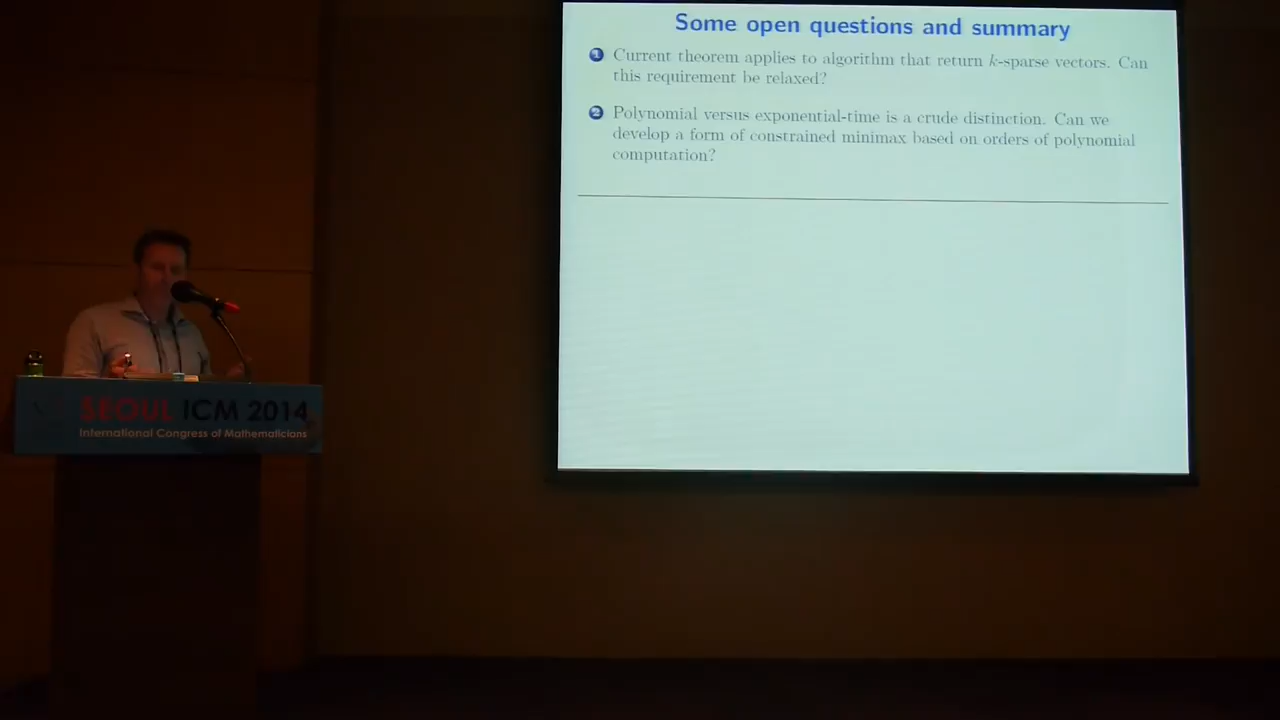 Some open questions and summary
1 Current theorem applies to algorithm that return k-sparse vectors. Can
this requirement be relaxed?
2 Polynomial versus exponential-time is a crude distinction. Can we
develop a form of constrained minimax based on orders of polynomial
computation?
SEOUL ICM 2014
International Congress of Mathematicians